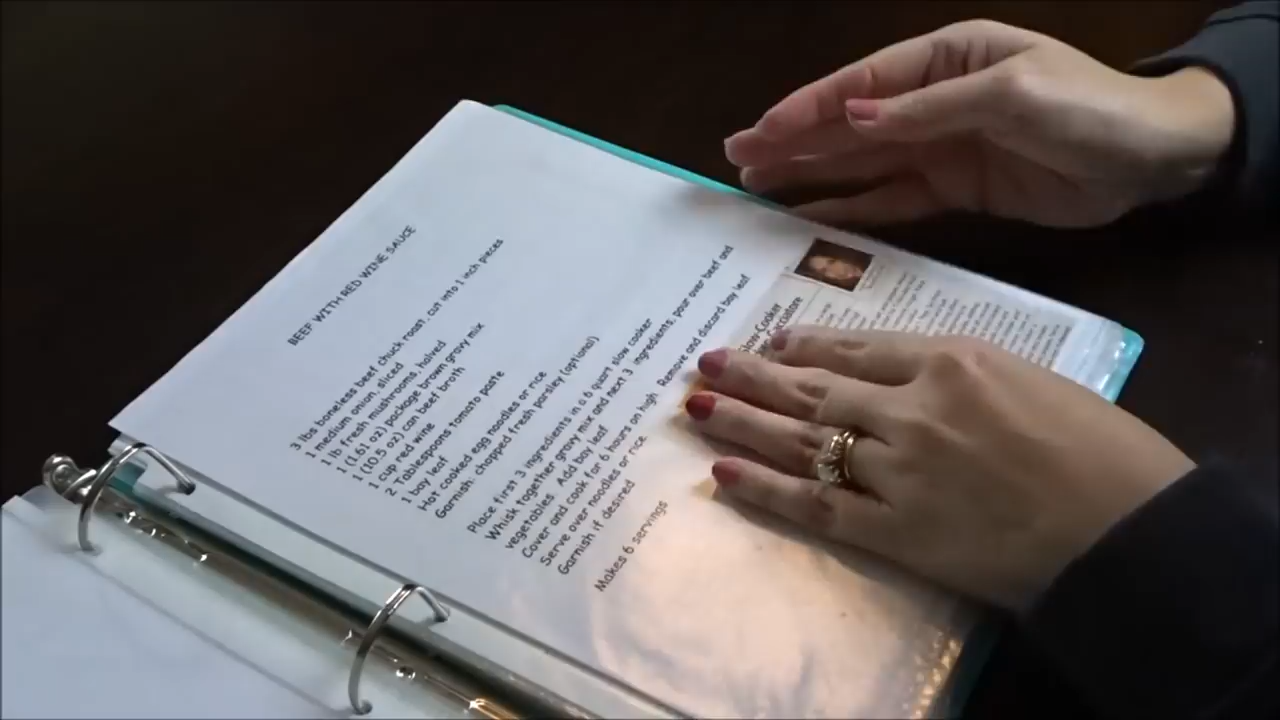 BEEF WITH RED WINE SAUCE
3 lbs boneless beef chuck roast, cut into 1 inch pieces
1 medium onion, sliced
1 lb fresh mushrooms, halved
1 (1.61 oz) package brown gravy mix
1 (10.5 oz) can beef broth
1 cup red wine
2 Tablespoons tomato paste
1 bay leaf
Hot cooked egg noodles or rice
Garnish: chopped fresh parsley (optional)
Place first 3 ingredients in a 6 quart slow cooker
Whisk together gravy mix and next 3 ingredients; pour over beef and
vegetables. Add bay leaf
Cover and cook for 6 hours on high. Remove and discard bay leaf
Serve over noodles or rice
Garnish if desired
Makes 6 servings
Slow Cooker
Cacciatore